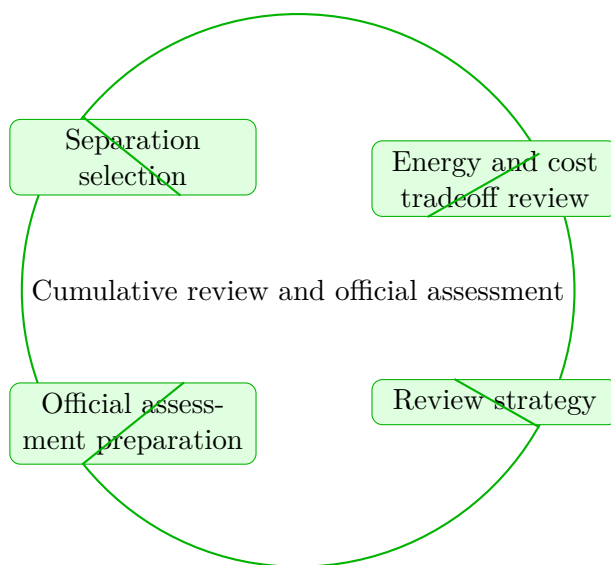 Separation
selection
Energy and cost
tradeoff review
Cumulative review and official assessment
Official assess-
ment preparation
Review strategy